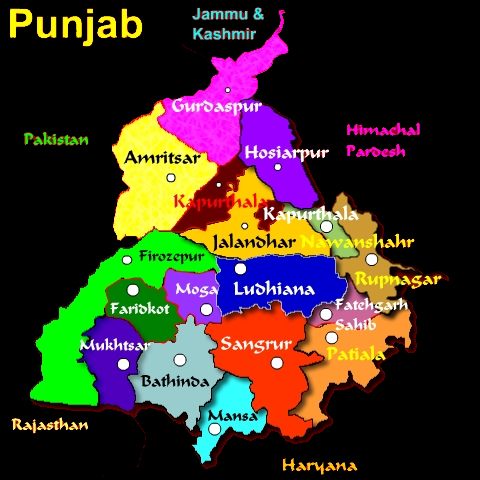 Punjab
Jammu &
Kashmir
Gurdaspur
Pakistan
Himachal
Pardesh
Amritsar
Hosiarpur
Kapurthala
Kapurthala
Jalandhar
Nawanshahr
Firozepur
Rupnagar
Moga
Ludhiana
Faridkot
Fatehgarh
Sahib
Mukhtsar
Sangrur
Patiala
Bathinda
Mansa
Rajasthan
Haryana